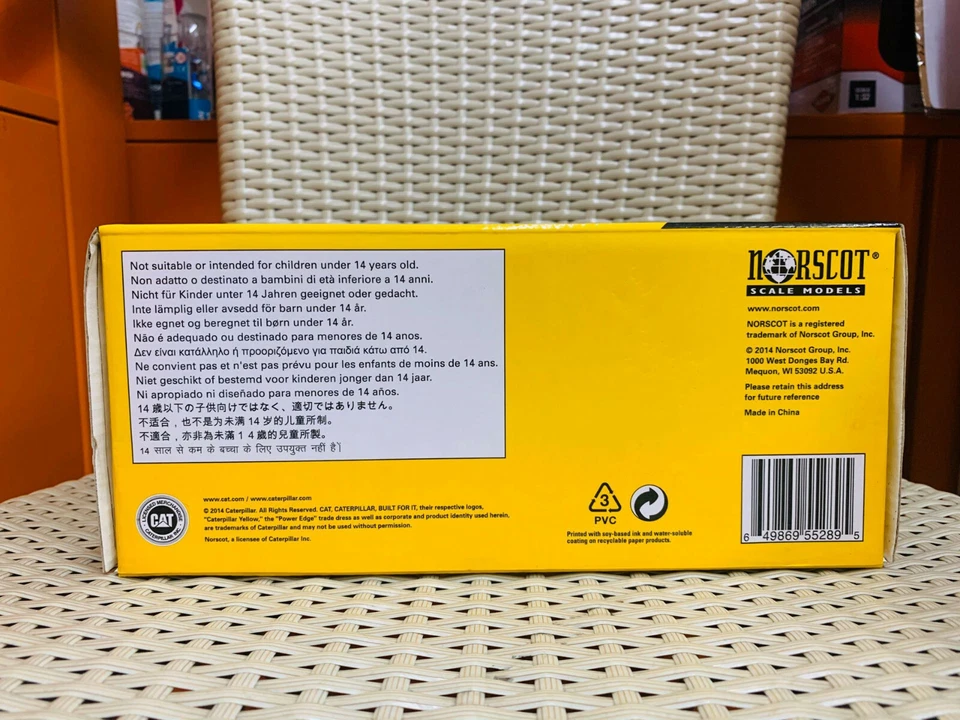 Not suitable or intended for children under 14 years old.
Non adatto o destinato a bambini di età inferiore a 14 anni.
Nicht für Kinder unter 14 Jahren geeignet oder gedacht.
Inte lämplig eller avsedd för barn under 14 år.
Ikke egnet og beregnet til børn under 14 år.
Não é adequado ou destinado para menores de 14 anos.
Δεν είναι κατάλληλο ή προοριζόμενο για παιδιά κάτω από 14.
Ne convient pas et n'est pas prévu pour les enfants de moins de 14 ans.
Niet geschikt of bestemd voor kinderen jonger dan 14 jaar.
Ni apropiado ni diseñado para menores de 14 años.
14 歳以下の子供向けではなく、適切ではありません。
不适合，也不是为未满 14 岁的儿童所制。
不適合，亦非為未滿 1 4 歲的兒童所製。
14 साल से कम के बच्चा के लिए उपयुक्त नहीं है|
NORSCOT®
SCALE MODELS
www.norscot.com
NORSCOT is a registered
trademark of Norscot Group, Inc.
© 2014 Norscot Group, Inc.
1000 West Donges Bay Rd.
Mequon, WI 53092 U.S.A.
Please retain this address
for future reference
Made in China
LICENSED MERCHANDISE
CAT
CATERPILLAR INC.
www.cat.com / www.caterpillar.com
© 2014 Caterpillar. All Rights Reserved. CAT, CATERPILLAR, BUILT FOR IT, their respective logos,
"Caterpillar Yellow," the "Power Edge" trade dress as well as corporate and product identity used herein,
are trademarks of Caterpillar and may not be used without permission.
Norscot, a licensee of Caterpillar Inc.
3
PVC
Printed with soy-based ink and water-soluble
coating on recyclable paper products.
6 49869 55289 5
1:32